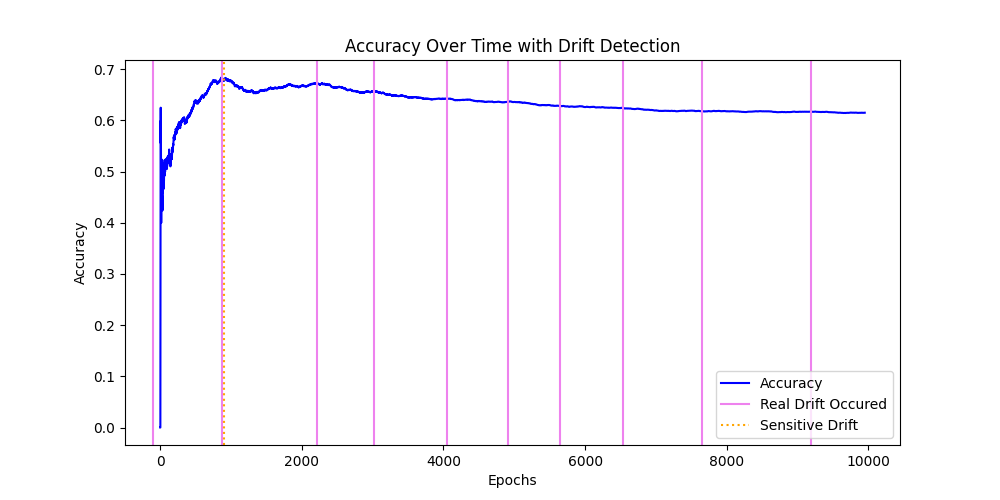 Accuracy Over Time with Drift Detection
0.7
0.6
0.5
0.4
0.3
0.2
0.1
0.0
Accuracy
Accuracy
Real Drift Occured
Sensitive Drift
0 2000 4000 6000 8000 10000
Epochs